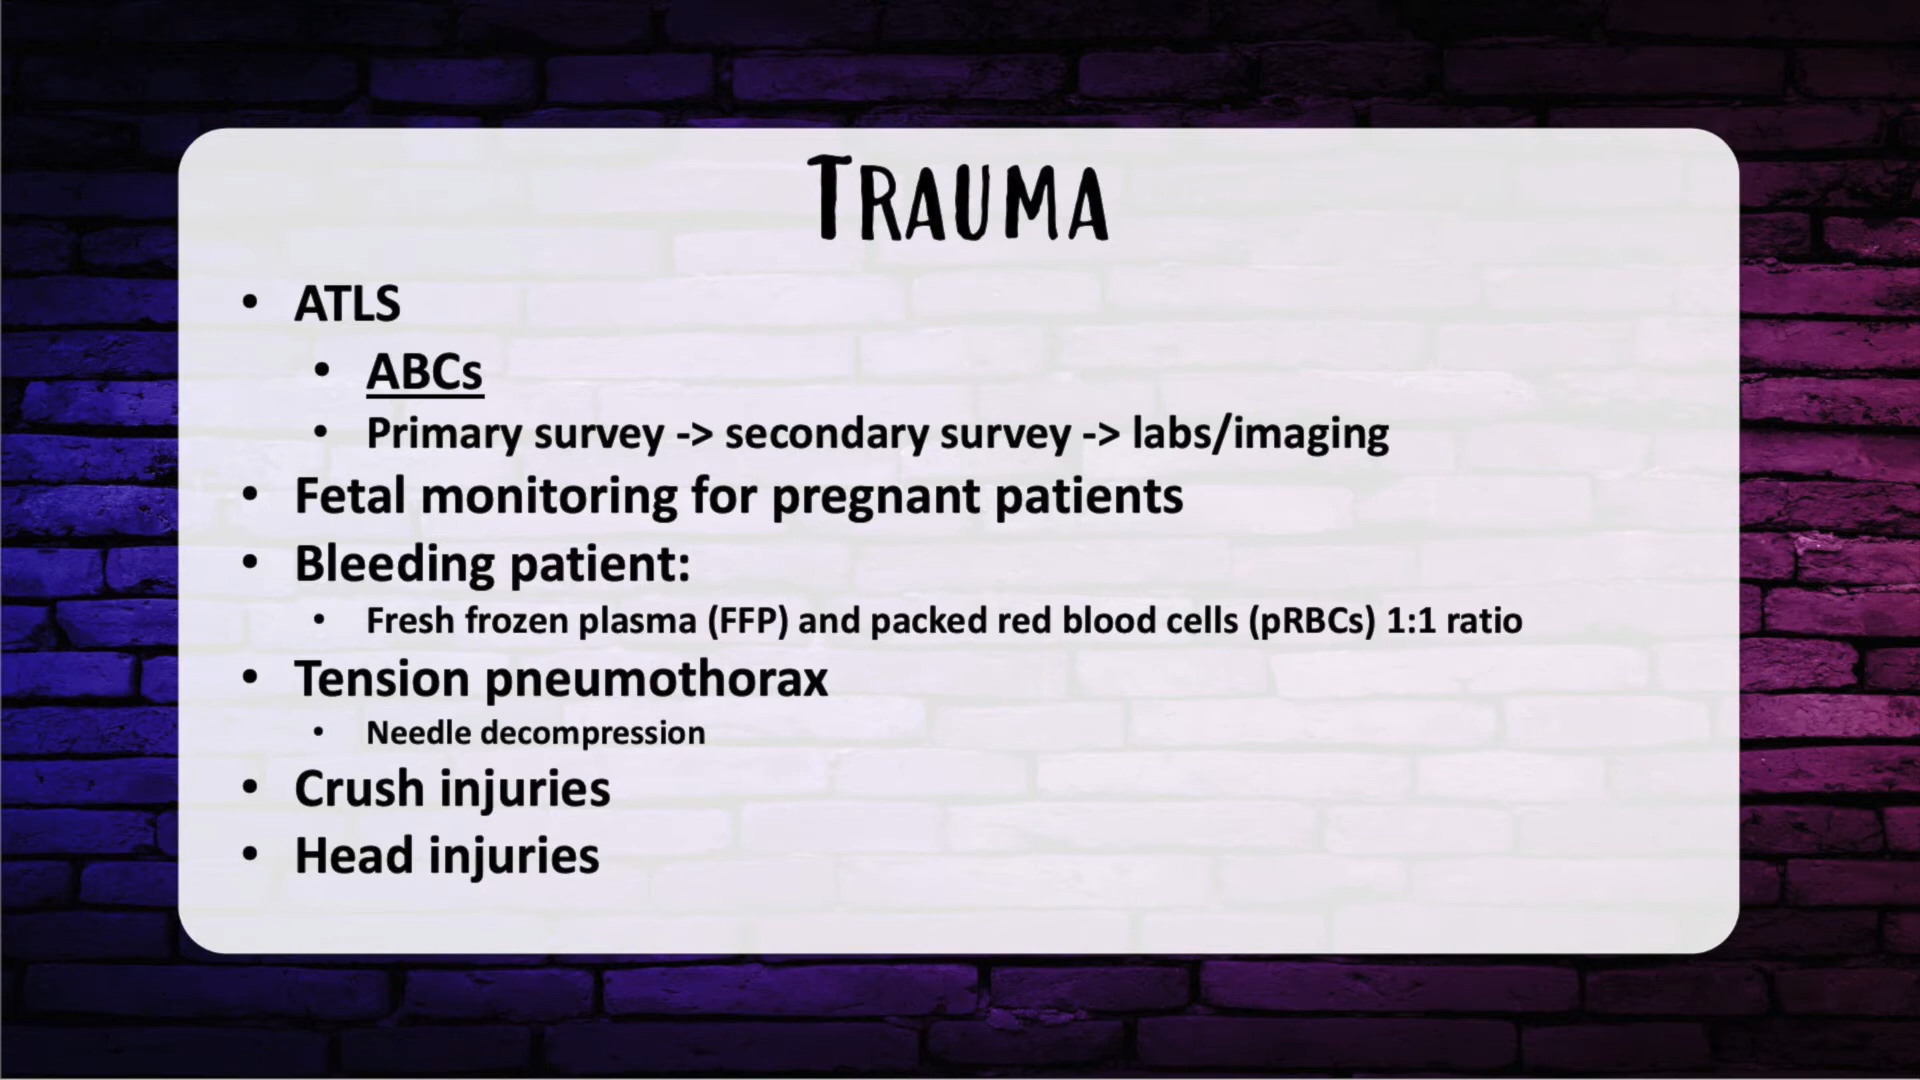 TRAUMA
• ATLS
• ABCs
• Primary survey -> secondary survey -> labs/imaging
• Fetal monitoring for pregnant patients
• Bleeding patient:
• Fresh frozen plasma (FFP) and packed red blood cells (pRBCs) 1:1 ratio
• Tension pneumothorax
• Needle decompression
• Crush injuries
• Head injuries